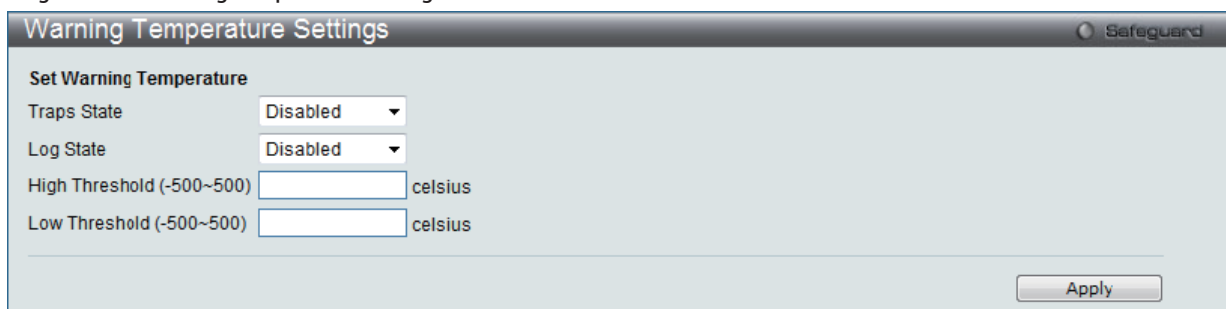 Warning Temperature Settings
Safeguard
Set Warning Temperature
Traps State Disabled
Log State Disabled
High Threshold (-500~500) celsius
Low Threshold (-500~500) celsius
Apply